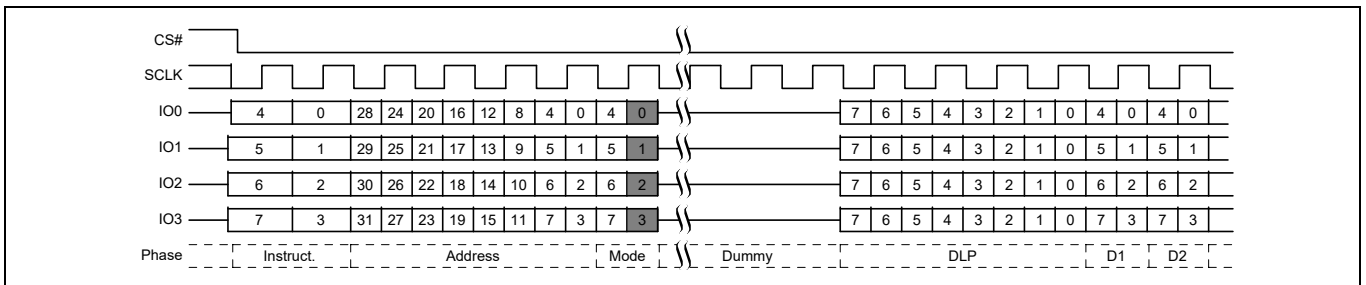 CS#
SCLK
IO0 4 0 28 24 20 16 12 8 4 0 4 0 7 6 5 4 3 2 1 0 4 0 4 0
IO1 5 1 29 25 21 17 13 9 5 1 5 1 7 6 5 4 3 2 1 0 5 1 5 1
IO2 6 2 30 26 22 18 14 10 6 2 6 2 7 6 5 4 3 2 1 0 6 2 6 2
IO3 7 3 31 27 23 19 15 11 7 3 7 3 7 6 5 4 3 2 1 0 7 3 7 3
Phase Instruct. Address Mode Dummy DLP D1 D2